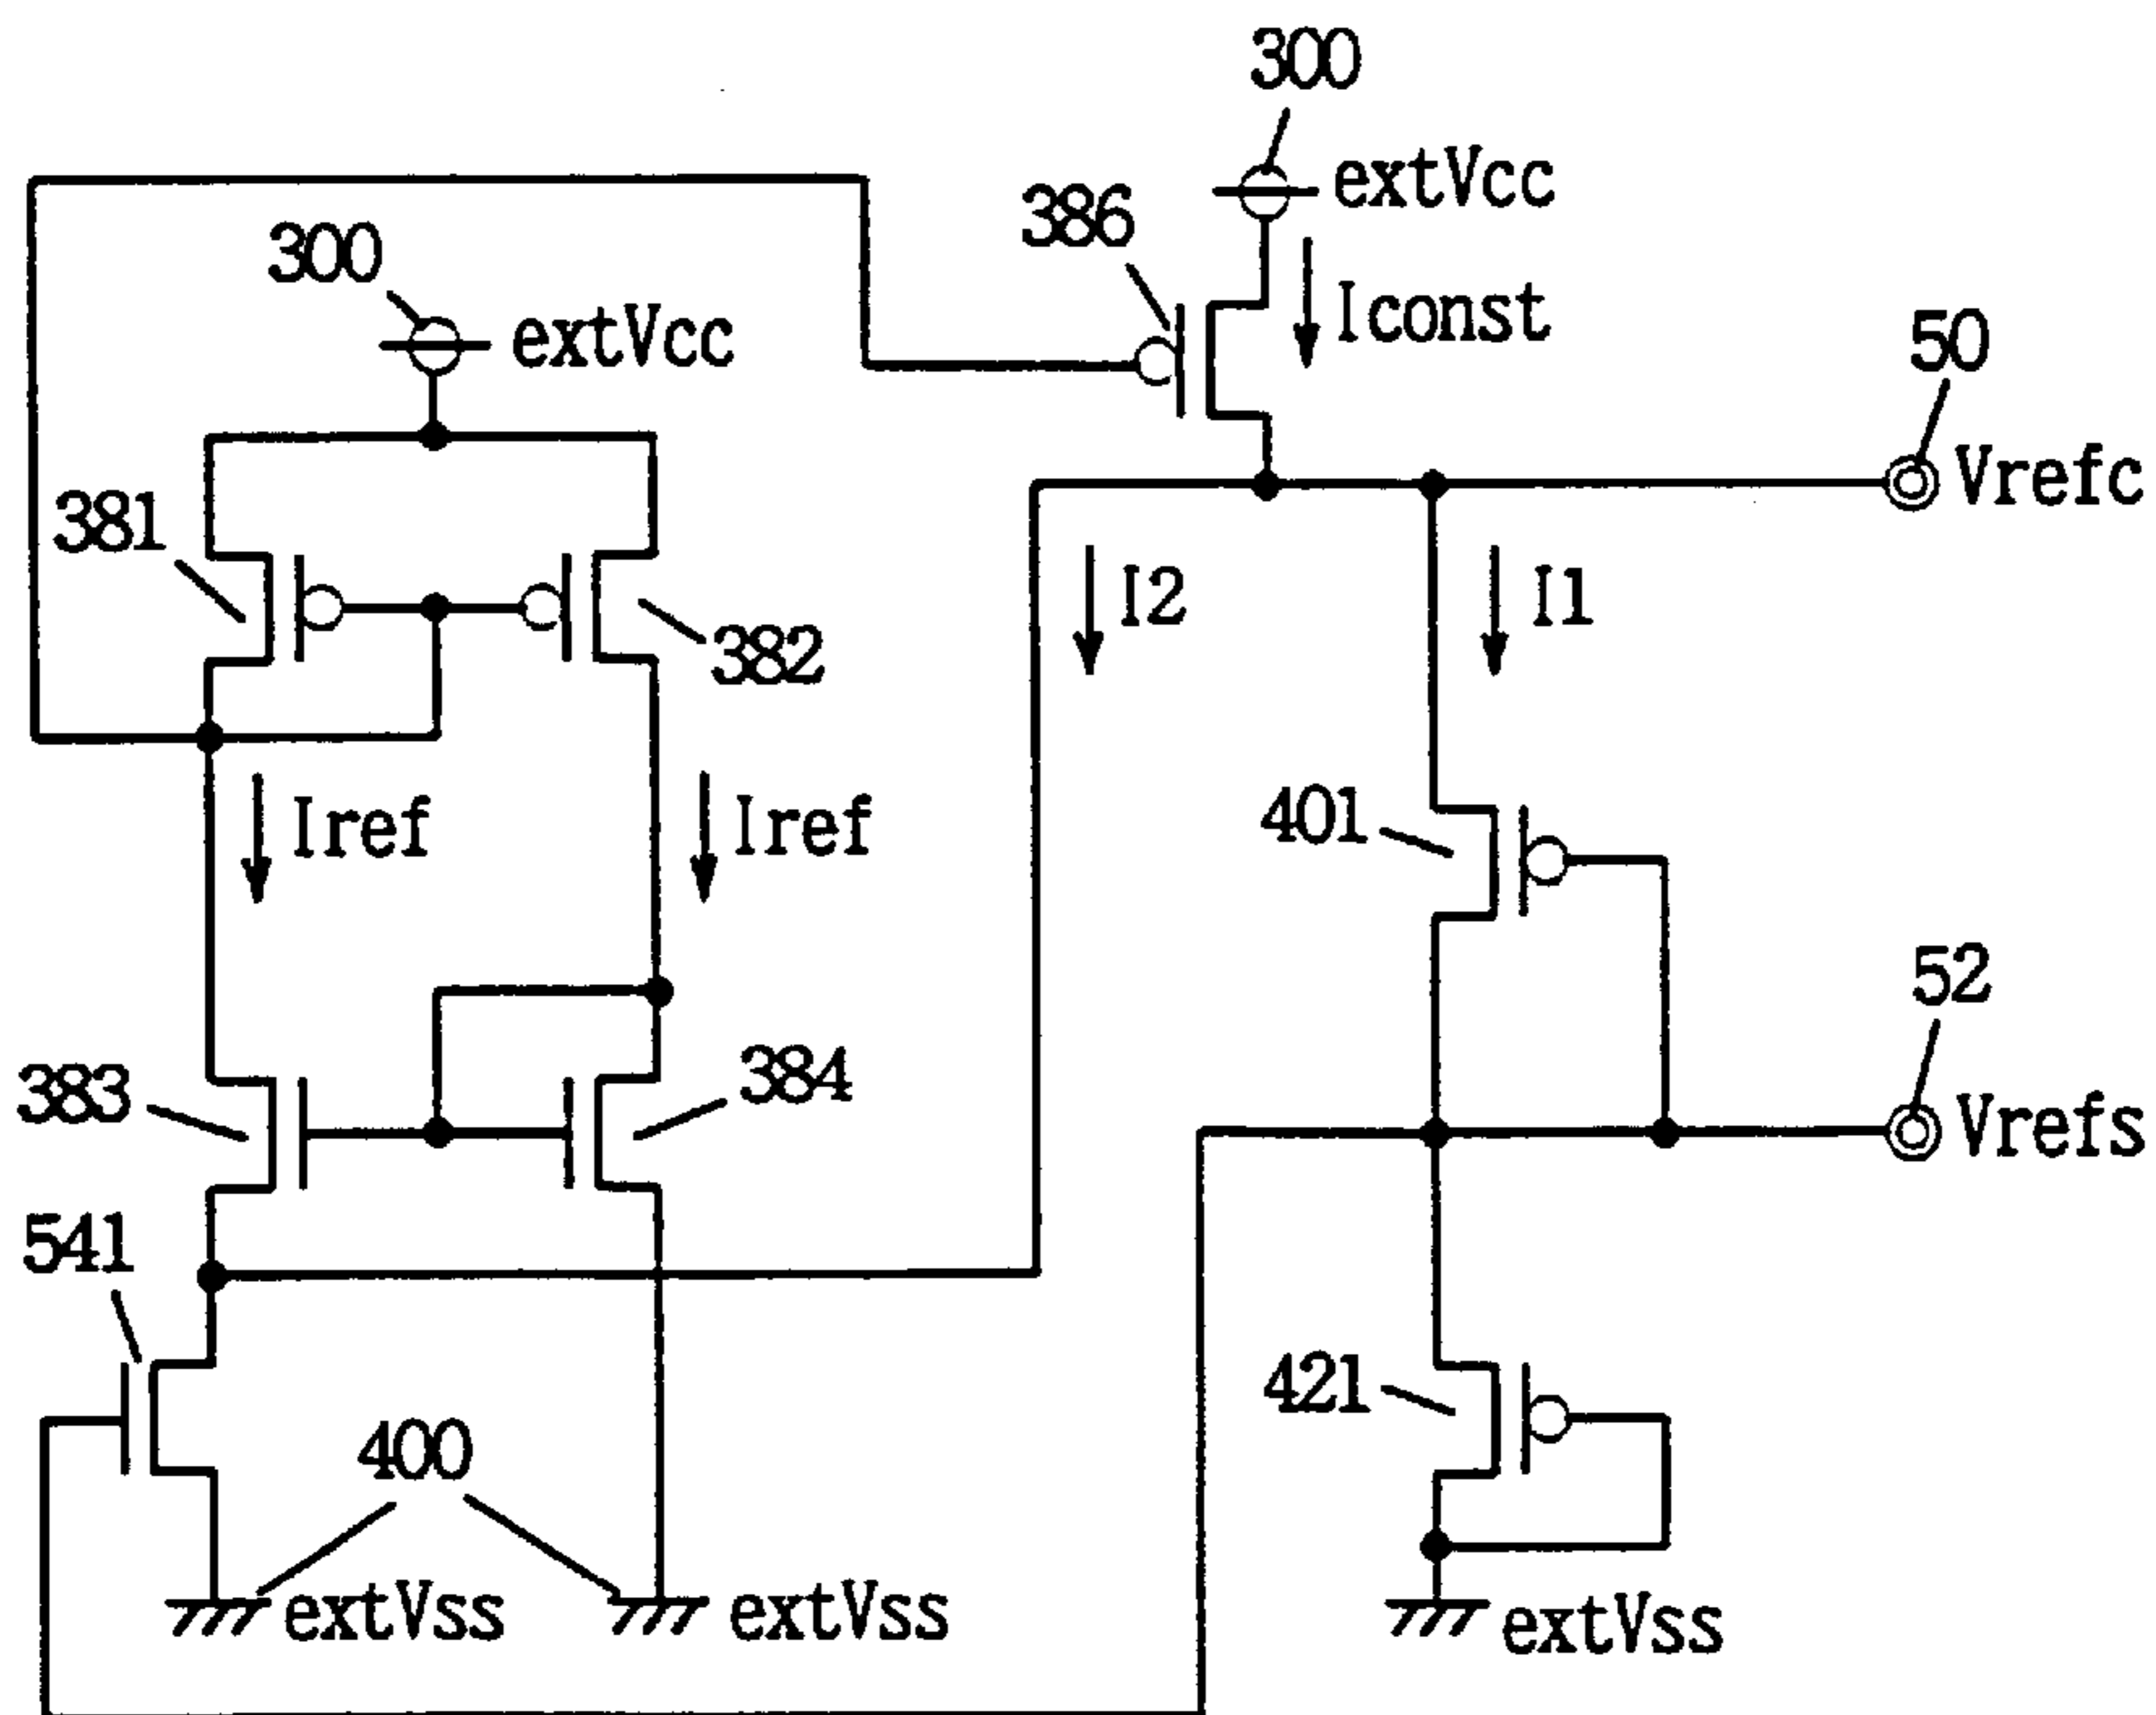 300
extVcc
386
300
Iconst
extVcc
50
Vrefc
381
I2
I1
382
401
Iref
Iref
52
383
384
Vrefs
541
421
400
extVss
extVss
extVss